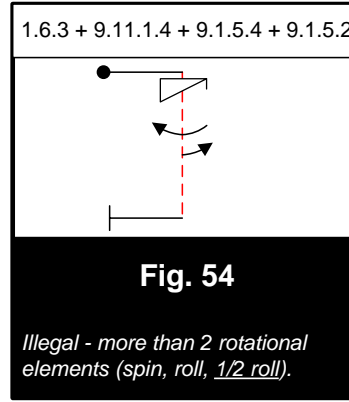 1.6.3 + 9.11.1.4 + 9.1.5.4 + 9.1.5.2
Fig. 54
Illegal - more than 2 rotational
elements (spin, roll, 1/2 roll).